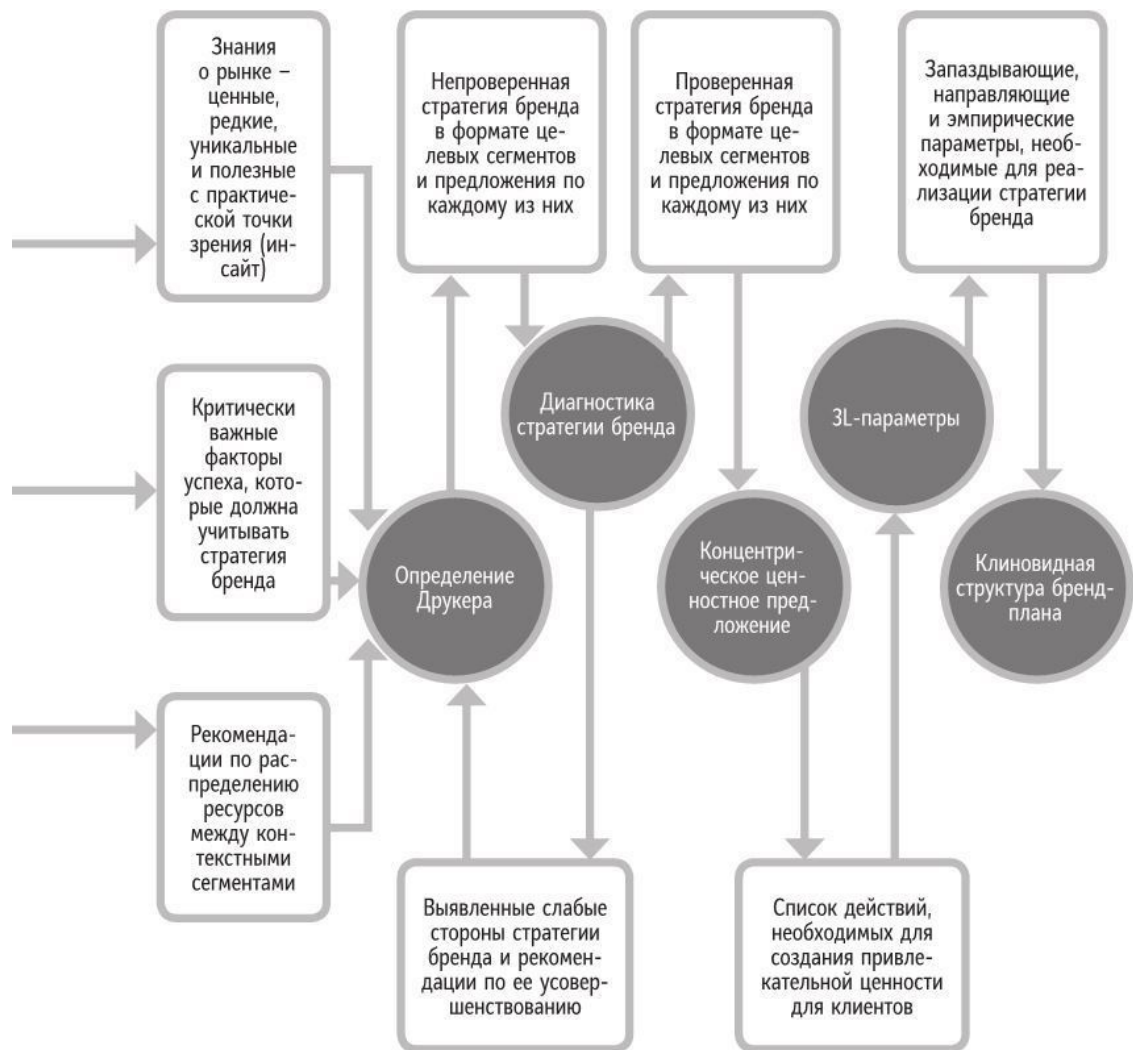 Знания
о рынке –
ценные,
редкие,
уникальные
и полезные
с практиче-
ской точки
зрения (ин-
сайт)
Непроверенная
стратегия бренда
в формате це-
левых сегментов
и предложения по
каждому из них
Проверенная
стратегия бренда
в формате це-
левых сегментов
и предложения по
каждому из них
Запаздывающие,
направляющие
и эмпирические
параметры, необ-
ходимые для реа-
лизации стратегии
бренда
Критически
важные
факторы
успеха, кото-
рые должна
учитывать
стратегия
бренда
Диагностика
стратегии бренда
3L-параметры
Определение
Друкера
Концентри-
ческое цен-
ностное пред-
ложение
Клиновидная
структура бренд-
плана
Рекоменда-
ции по рас-
пределению
ресурсов
между кон-
текстными
сегментами
Выявленные слабые
стороны стратегии
бренда и рекомен-
дации по ее усовер-
шенствованию
Список действий,
необходимых для
создания привле-
кательной ценности
для клиентов